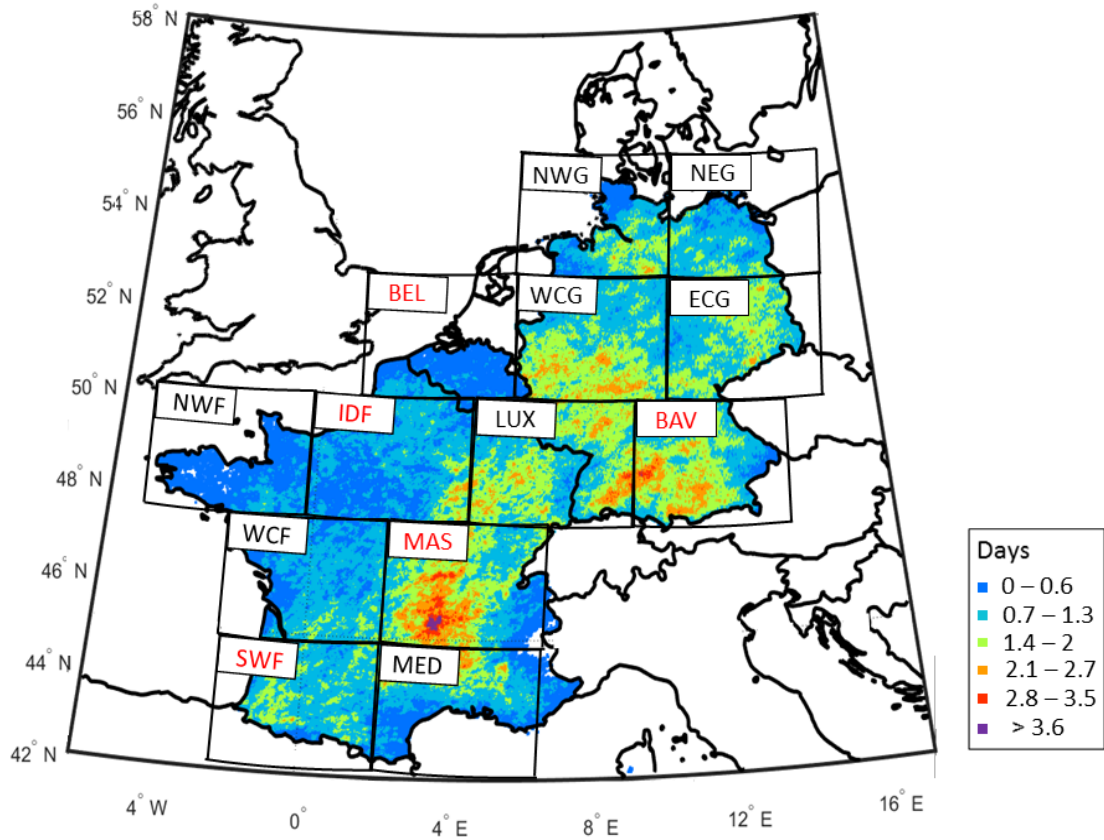 58° N
56° N
54° N
52° N
50° N
48° N
46° N
44° N
42° N
NWG
NEG
BEL
WCG
ECG
NWF
IDF
LUX
BAV
WCF
MAS
SWF
MED
4° W
0°
4° E
8° E
12° E
16° E
Days
0 – 0.6
0.7 – 1.3
1.4 – 2
2.1 – 2.7
2.8 – 3.5
> 3.6